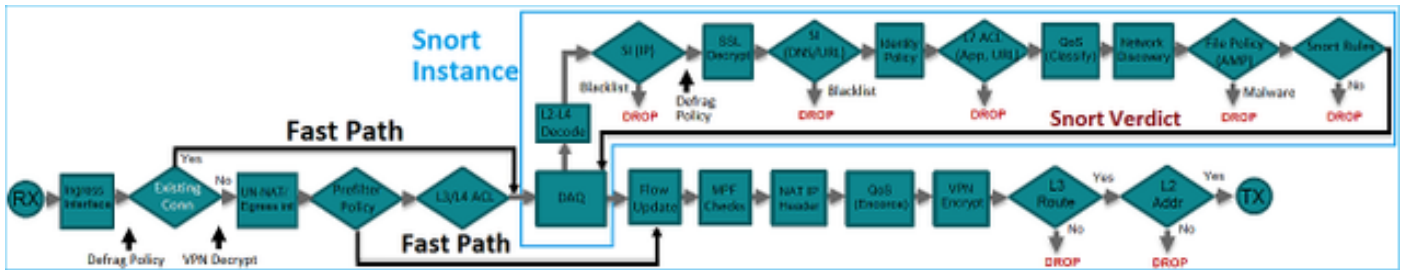 Snort
Instance
SI (IP)
SSL
Decrypt
SI
(DNS/URL)
Identity
Policy
L7 ACL
(App, URL)
QoS
(Classify)
Network
Discovery
File Policy
(AMP)
Snort Rules
Blacklist
Defrag
Policy
Blacklist
Malware
No
DROP
DROP
DROP
DROP
DROP
L2-L4
Decode
Snort Verdict
Fast Path
Yes
RX
Ingress
Interface
Existing
Conn
No
UN-NAT/
Egress Int
Prefilter
Policy
L3/L4 ACL
DAQ
Flow
Update
MPF
Checks
NAT IP
Header
QoS
VPN
Encrypt
L3
Route
Yes
L2
Addr
Yes
TX
No
No
Defrag Policy
VPN Decrypt
Fast Path
DROP
DROP